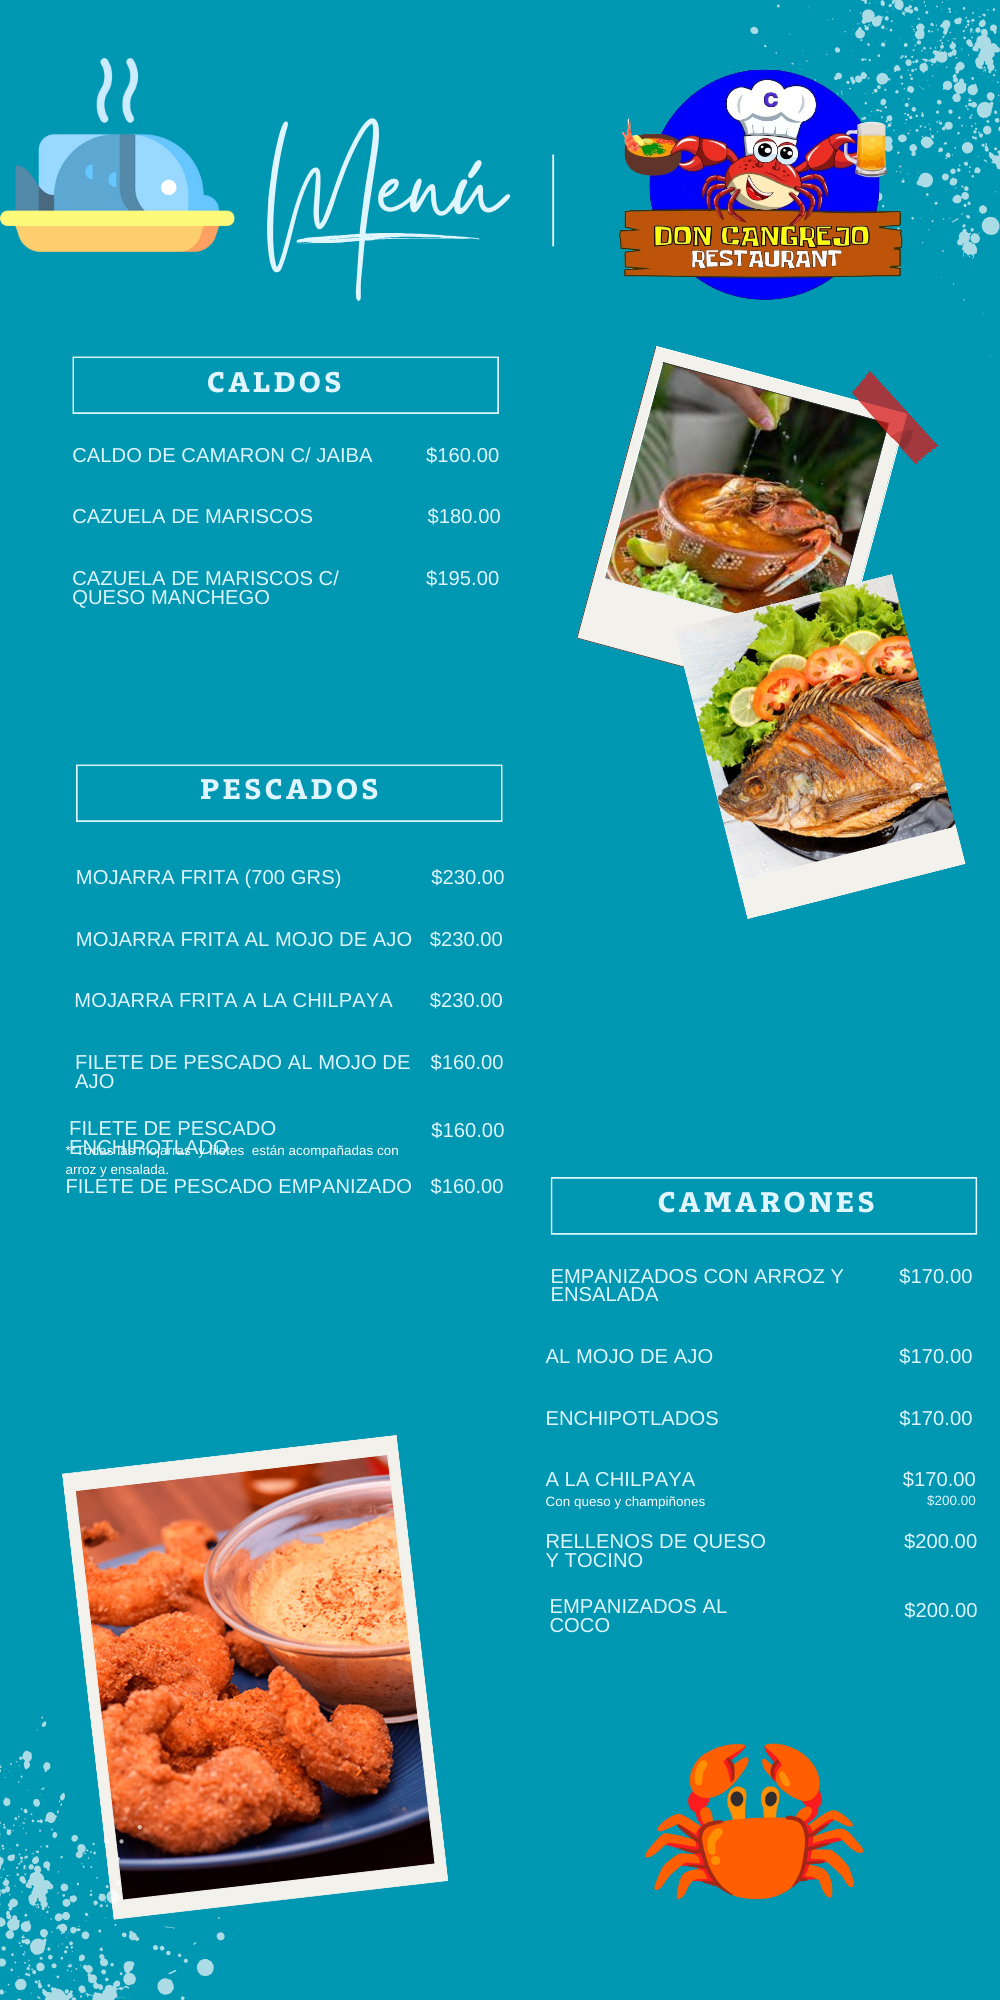 Menú
C
DON CANGREJO
RESTAURANT
CALDOS
CALDO DE CAMARON C/ JAIBA $160.00
CAZUELA DE MARISCOS $180.00
CAZUELA DE MARISCOS C/ $195.00
QUESO MANCHEGO
PESCADOS
MOJARRA FRITA (700 GRS) $230.00
MOJARRA FRITA AL MOJO DE AJO $230.00
MOJARRA FRITA A LA CHILPAYA $230.00
FILETE DE PESCADO AL MOJO DE $160.00
AJO
FILETE DE PESCADO $160.00
ENCHIPOTLADO
**Todas las mojarras y filetes están acompañadas con
arroz y ensalada.
FILETE DE PESCADO EMPANIZADO $160.00
CAMARONES
EMPANIZADOS CON ARROZ Y $170.00
ENSALADA
AL MOJO DE AJO $170.00
ENCHIPOTLADOS $170.00
A LA CHILPAYA $170.00
Con queso y champiñones $200.00
RELLENOS DE QUESO $200.00
Y TOCINO
EMPANIZADOS AL $200.00
COCO